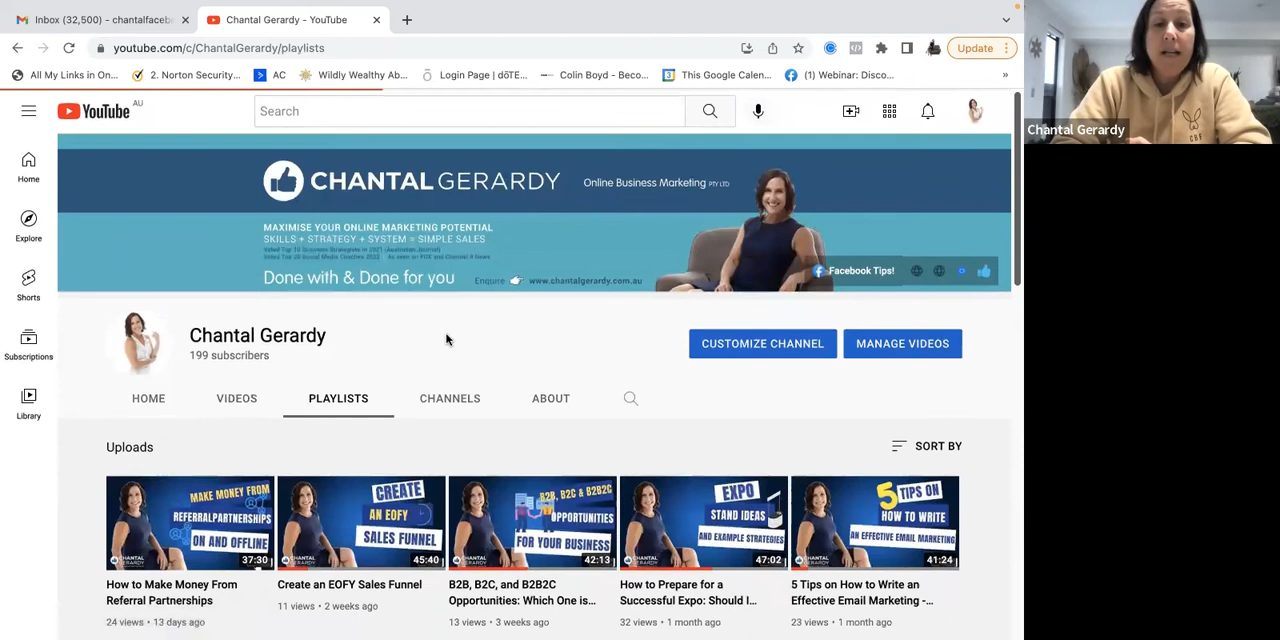 Inbox (32,500) - chantalfaceb
Chantal Gerardy - YouTube
youtube.com/c/ChantalGerardy/playlists
Update
All My Links in On...
2. Norton Security...
AC
Wildly Wealthy Ab...
Login Page | dōTE...
Colin Boyd - Beco...
This Google Calen...
(1) Webinar: Disco...
»
YouTube AU
Search
Home
Explore
Shorts
Subscriptions
Library
CHANTALGERARDY Online Business Marketing PTY LTD
MAXIMISE YOUR ONLINE MARKETING POTENTIAL
SKILLS + STRATEGY + SYSTEM = SIMPLE SALES
Done with & Done for you
Enquire www.chantalgerardy.com.au
Facebook Tips!
Chantal Gerardy
199 subscribers
CUSTOMIZE CHANNEL
MANAGE VIDEOS
HOME VIDEOS PLAYLISTS CHANNELS ABOUT
Uploads
SORT BY
MAKE MONEY FROM
REFERRALPARTNERSHIPS
ON AND OFFLINE
37:30
How to Make Money From
Referral Partnerships
24 views • 13 days ago
CREATE
AN EOFY
SALES FUNNEL
45:40
Create an EOFY Sales Funnel
11 views • 2 weeks ago
B2B, B2C & B2B2C
OPPORTUNITIES
FOR YOUR BUSINESS
42:13
B2B, B2C, and B2B2C
Opportunities: Which One is...
13 views • 3 weeks ago
EXPO
STAND IDEAS
AND EXAMPLE STRATEGIES
47:02
How to Prepare for a
Successful Expo: Should I...
32 views • 1 month ago
5 TIPS ON
HOW TO WRITE
AN EFFECTIVE EMAIL MARKETING
41:24
5 Tips on How to Write an
Effective Email Marketing -...
23 views • 1 month ago
Chantal Gerardy
CBF